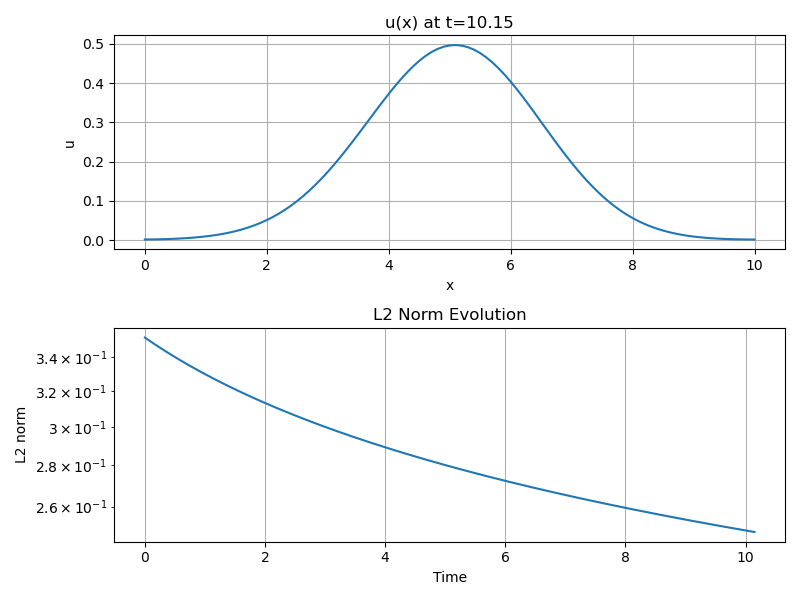 u(x) at t=10.15
0.5
0.4
0.3
0.2
0.1
0.0
u
0 2 4 6 8 10
x
L2 Norm Evolution
3.4 × 10⁻¹
3.2 × 10⁻¹
3 × 10⁻¹
2.8 × 10⁻¹
2.6 × 10⁻¹
L2 norm
0 2 4 6 8 10
Time